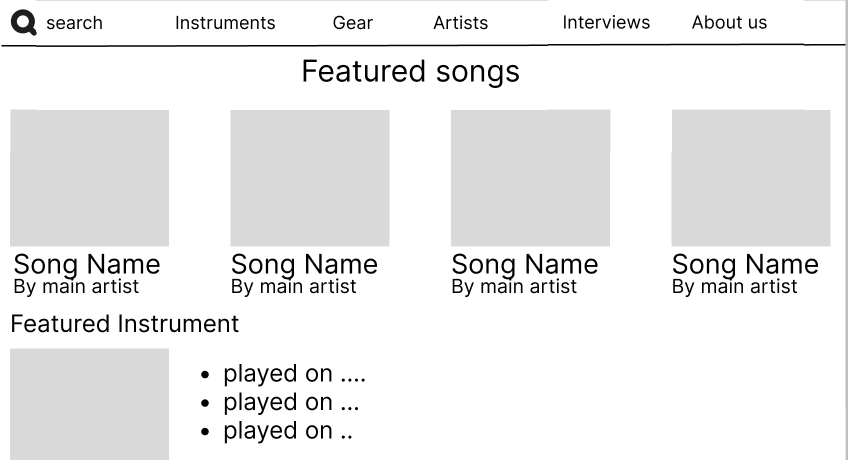 search Instruments Gear Artists Interviews About us
Featured songs
Song Name Song Name Song Name Song Name
By main artist By main artist By main artist By main artist
Featured Instrument
• played on ....
• played on ...
• played on ..